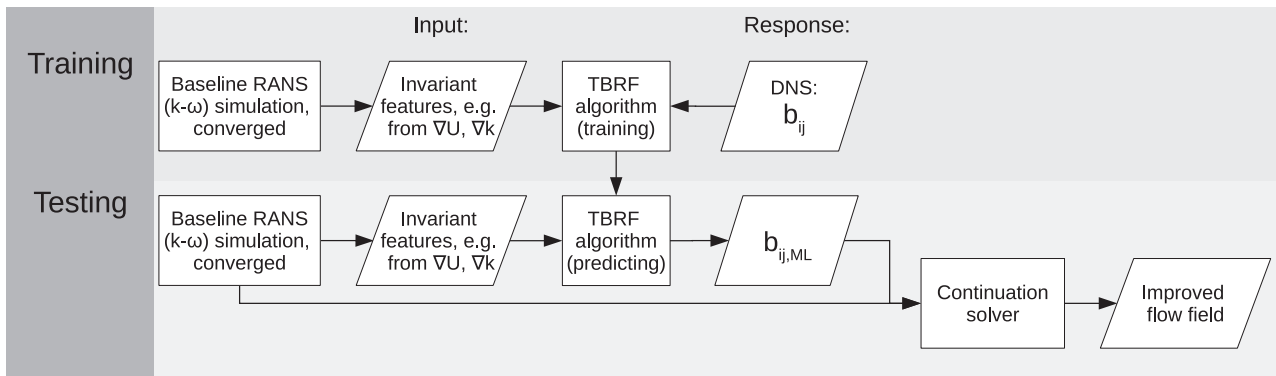 Input:
Response:
Training
Baseline RANS
(k-ω) simulation,
converged
Invariant
features, e.g.
from ∇U, ∇k
TBRF
algorithm
(training)
DNS:
b_ij
Testing
Baseline RANS
(k-ω) simulation,
converged
Invariant
features, e.g.
from ∇U, ∇k
TBRF
algorithm
(predicting)
b_ij,ML
Continuation
solver
Improved
flow field